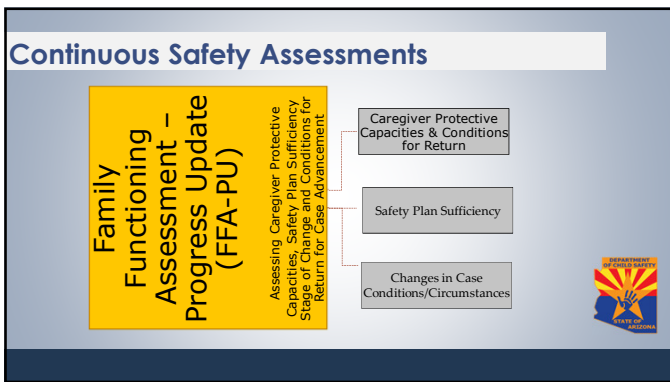 Continuous Safety Assessments
Family
Functioning
Assessment –
Progress Update
(FFA-PU)
Assessing Caregiver Protective
Capacities, Safety Plan Sufficiency
Stage of Change and Conditions for
Return for Case Advancement
Caregiver Protective
Capacities & Conditions
for Return
Safety Plan Sufficiency
Changes in Case
Conditions/Circumstances
DEPARTMENT
OF CHILD SAFETY
STATE OF
ARIZONA